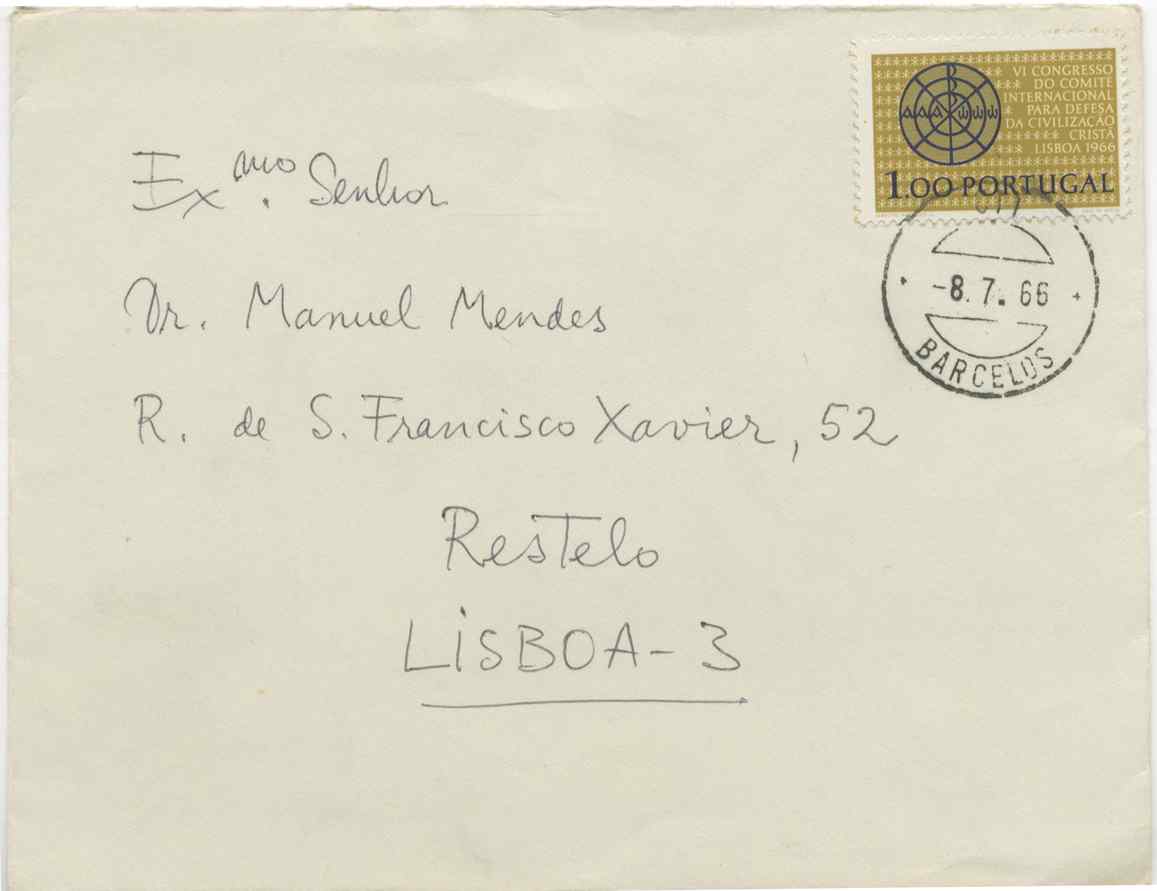 VI CONGRESSO
DO COMITE
INTERNACIONAL
PARA DEFESA
DA CIVILIZAÇÃO
CRISTÃ
LISBOA 1966
1.00 PORTUGAL
-8.7.66
BARCELOS
Ex.mo Senhor
Dr. Manuel Mendes
R. de S. Francisco Xavier, 52
Restelo
LISBOA-3